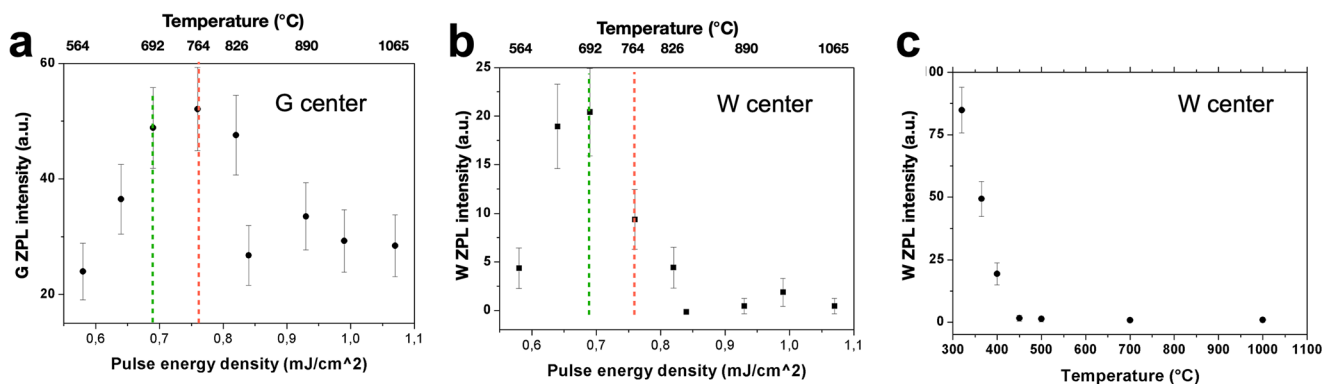 a
Temperature (°C)
564 692 764 826 890 1065
60
40
20
G ZPL intensity (a.u.)
G center
0,6 0,7 0,8 0,9 1,0 1,1
Pulse energy density (mJ/cm^2)
b
Temperature (°C)
564 692 764 826 890 1065
25
20
15
10
5
0
W ZPL intensity (a.u.)
W center
0,6 0,7 0,8 0,9 1,0 1,1
Pulse energy density (mJ/cm^2)
c
00
75
50
25
00
W ZPL intensity (a.u.)
W center
300 400 500 600 700 800 900 1000 1100
Temperature (°C)